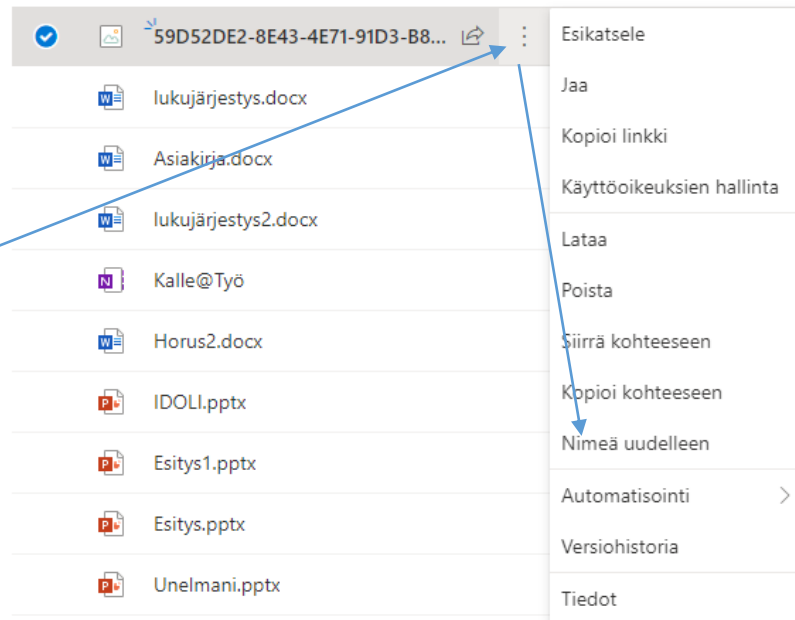 59D52DE2-8E43-4E71-91D3-B8...
lukujärjestys.docx
Asiakirja.docx
lukujärjestys2.docx
Kalle@Työ
Horus2.docx
IDOLI.pptx
Esitys1.pptx
Esitys.pptx
Unelmani.pptx
Esikatsele
Jaa
Kopioi linkki
Käyttöoikeuksien hallinta
Lataa
Poista
Siirrä kohteeseen
Kopioi kohteeseen
Nimeä uudelleen
Automatisointi
Versiohistoria
Tiedot